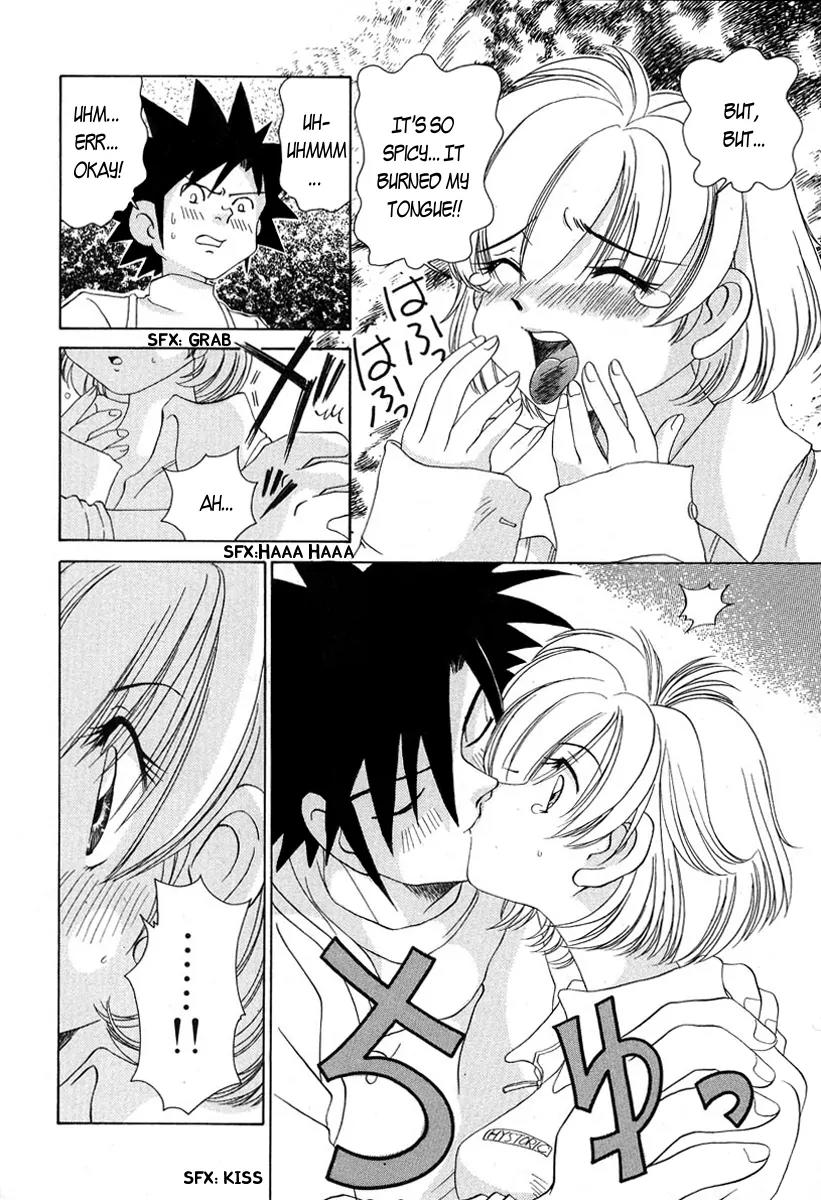 BUT,
BUT...
IT'S SO
SPICY... IT
BURNED MY
TONGUE!!
はふっ
はふっ
SFX:HAAA HAAA
UH-
UHMMM
...
UHM...
ERR...
OKAY!
SFX: GRAB
AH...
ちゅっ
HYSTERIC
SFX: KISS
......!!